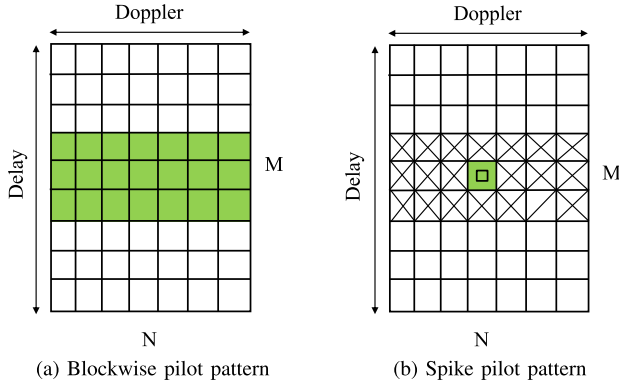 Doppler
Delay
M
N
(a) Blockwise pilot pattern
Doppler
Delay
M
N
(b) Spike pilot pattern